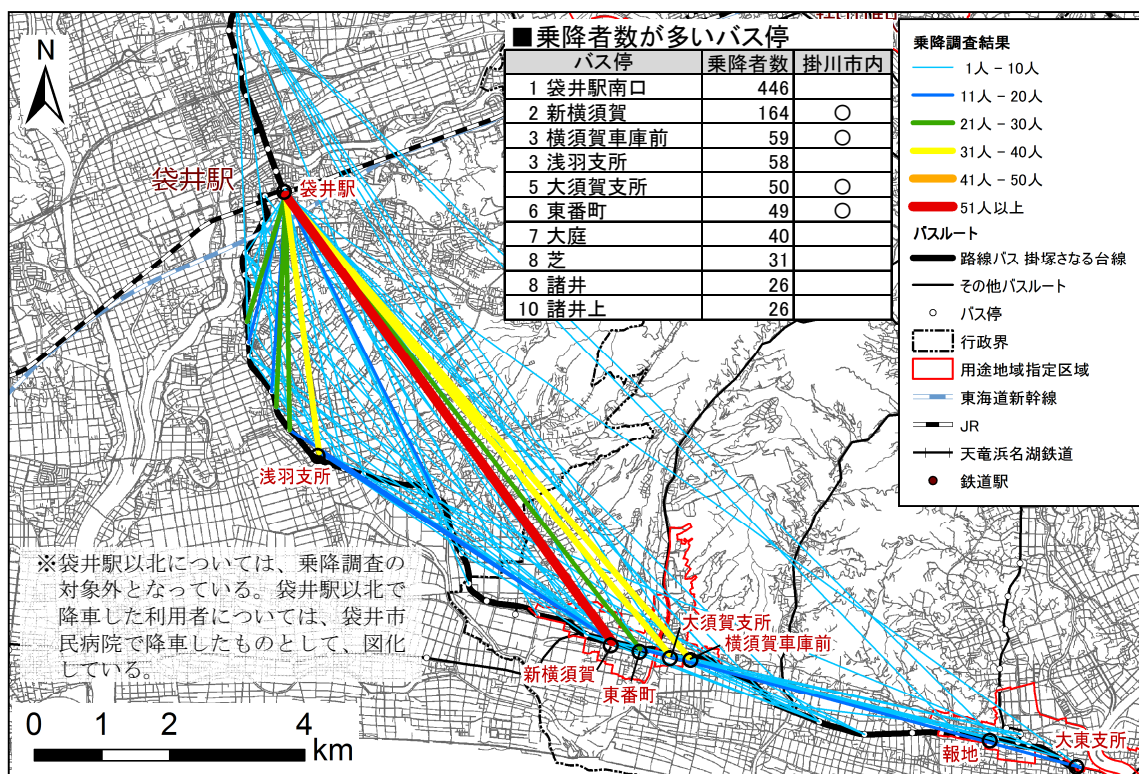 N
■乗降者数が多いバス停
バス停 乗降者数 掛川市内
1 袋井駅南口 446
2 新横須賀 164 ○
3 横須賀車庫前 59 ○
3 浅羽支所 58
5 大須賀支所 50 ○
6 東番町 49 ○
7 大庭 40
8 芝 31
8 諸井 26
10 諸井上 26
乗降調査結果
1人 - 10人
11人 - 20人
21人 - 30人
31人 - 40人
41人 - 50人
51人以上
バスルート
路線バス 掛塚さなる台線
その他バスルート
バス停
行政界
用途地域指定区域
東海道新幹線
JR
天竜浜名湖鉄道
鉄道駅
袋井駅
袋井駅
浅羽支所
大須賀支所
横須賀車庫前
新横須賀
東番町
報地
大東支所
※袋井駅以北については、乗降調査の
対象外となっている。袋井駅以北で
降車した利用者については、袋井市
民病院で降車したものとして、図化
している。
0 1 2 4
km